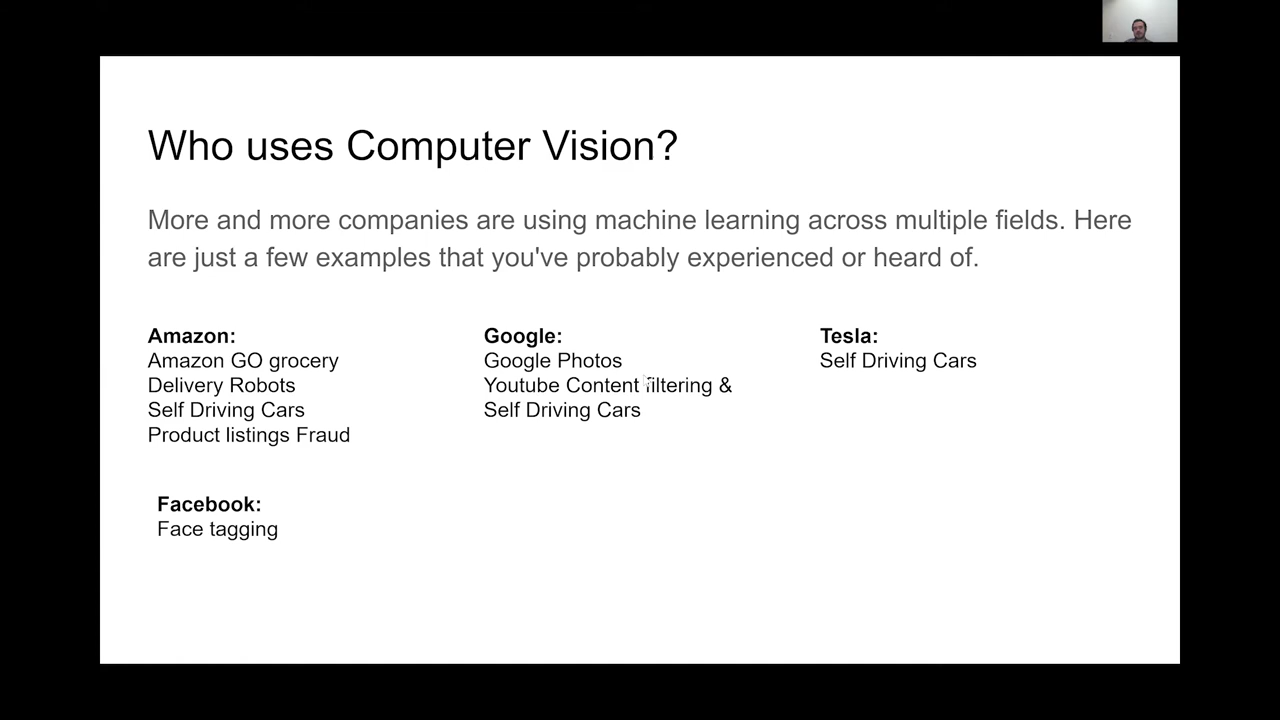 Who uses Computer Vision?
More and more companies are using machine learning across multiple fields. Here
are just a few examples that you've probably experienced or heard of.
Amazon:
Amazon GO grocery
Delivery Robots
Self Driving Cars
Product listings Fraud
Google:
Google Photos
Youtube Content filtering &
Self Driving Cars
Tesla:
Self Driving Cars
Facebook:
Face tagging